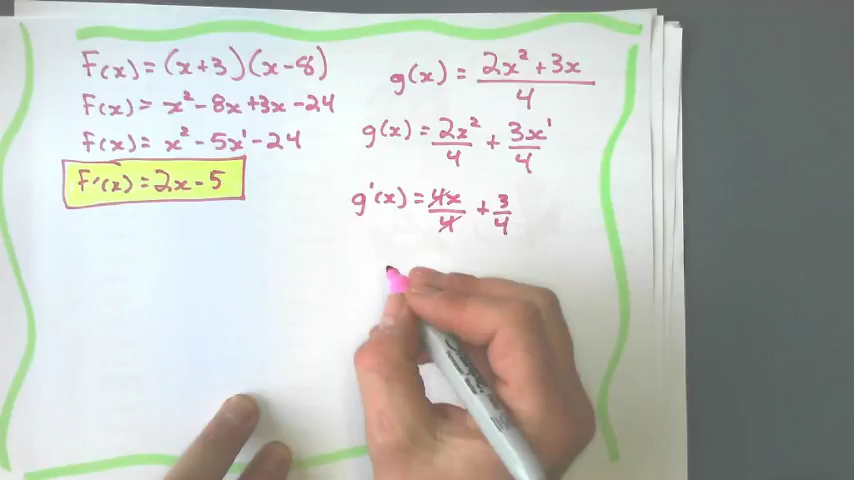 F(x) = (x+3)(x-8)
F(x) = x² - 8x + 3x - 24
F(x) = x² - 5x¹ - 24
F'(x) = 2x - 5
g(x) = 2x² + 3x / 4
g(x) = 2x²/4 + 3x¹/4
g'(x) = 4x/4 + 3/4